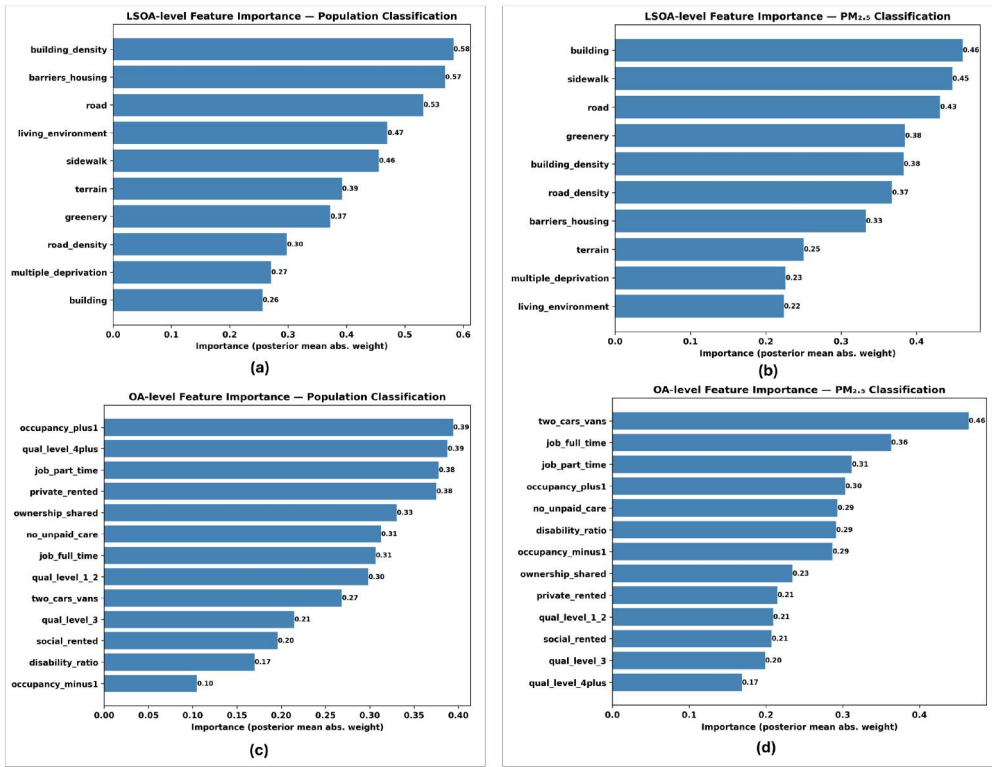 LSOA-level Feature Importance — Population Classification
building_density 0.58
barriers_housing 0.57
road 0.53
living_environment 0.47
sidewalk 0.46
terrain 0.39
greenery 0.37
road_density 0.30
multiple_deprivation 0.27
building 0.26
0.0 0.1 0.2 0.3 0.4 0.5 0.6
Importance (posterior mean abs. weight)
(a)
LSOA-level Feature Importance — PM₂.₅ Classification
building 0.46
sidewalk 0.45
road 0.43
greenery 0.38
building_density 0.38
road_density 0.37
barriers_housing 0.33
terrain 0.25
multiple_deprivation 0.23
living_environment 0.22
0.0 0.1 0.2 0.3 0.4
Importance (posterior mean abs. weight)
(b)
OA-level Feature Importance — Population Classification
occupancy_plus1 0.39
qual_level_4plus 0.39
job_part_time 0.38
private_rented 0.38
ownership_shared 0.33
no_unpaid_care 0.31
job_full_time 0.31
qual_level_1_2 0.30
two_cars_vans 0.27
qual_level_3 0.21
social_rented 0.20
disability_ratio 0.17
occupancy_minus1 0.10
0.00 0.05 0.10 0.15 0.20 0.25 0.30 0.35 0.40
Importance (posterior mean abs. weight)
(c)
OA-level Feature Importance — PM₂.₅ Classification
two_cars_vans 0.46
job_full_time 0.36
job_part_time 0.31
occupancy_plus1 0.30
no_unpaid_care 0.29
disability_ratio 0.29
occupancy_minus1 0.29
ownership_shared 0.23
private_rented 0.21
qual_level_1_2 0.21
social_rented 0.21
qual_level_3 0.20
qual_level_4plus 0.17
0.0 0.1 0.2 0.3 0.4
Importance (posterior mean abs. weight)
(d)